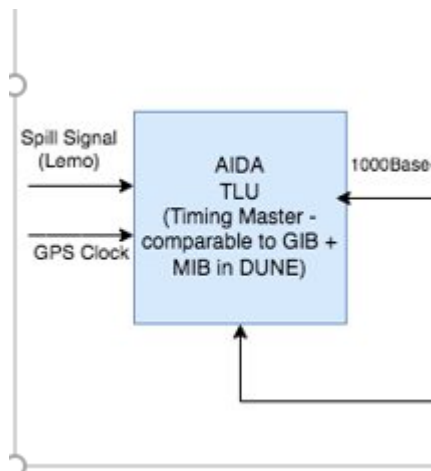 Spill Signal
(Lemo)
GPS Clock
AIDA
TLU
(Timing Master -
comparable to GIB +
MIB in DUNE)
1000Base